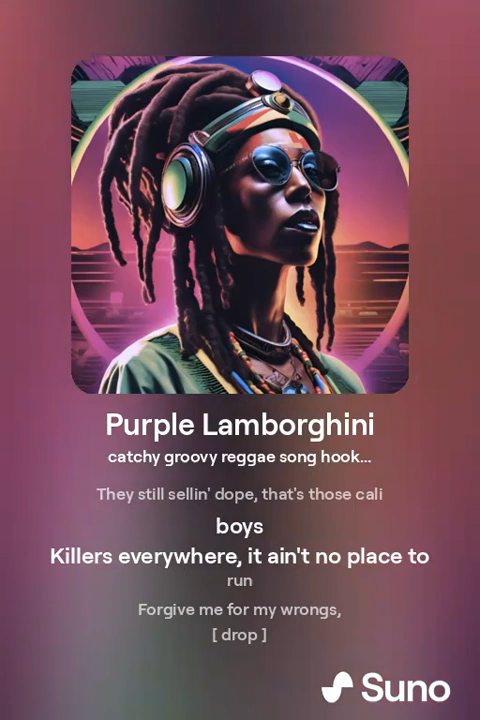 Purple Lamborghini
catchy groovy reggae song hook...
They still sellin' dope, that's those cali
boys
Killers everywhere, it ain't no place to
run
Forgive me for my wrongs,
[ drop ]
Suno